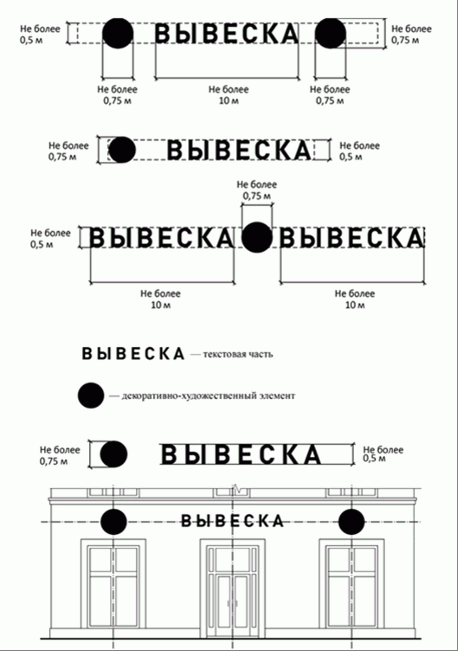 Не более
0,5 м
ВЫВЕСКА
Не более
0,75 м
Не более
0,75 м
Не более
10 м
Не более
0,75 м
Не более
0,75 м
ВЫВЕСКА
Не более
0,5 м
Не более
0,75 м
Не более
0,5 м
ВЫВЕСКА
ВЫВЕСКА
Не более
10 м
Не более
10 м
ВЫВЕСКА — текстовая часть
— декоративно-художественный элемент
Не более
0,75 м
ВЫВЕСКА
Не более
0,5 м
ВЫВЕСКА